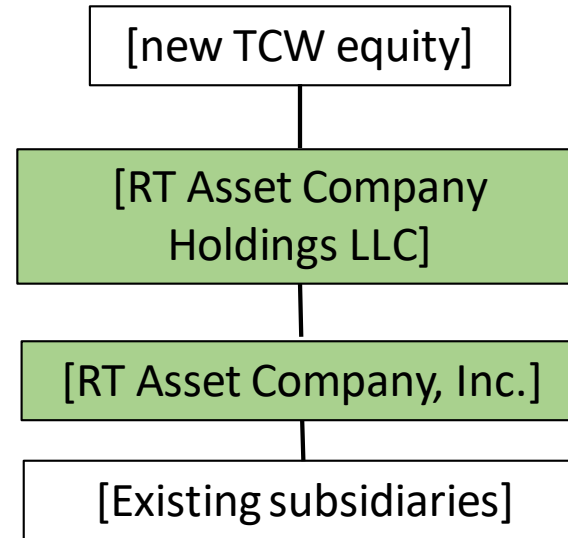 [new TCW equity]
[RT Asset Company
Holdings LLC]
[RT Asset Company, Inc.]
[Existing subsidiaries]